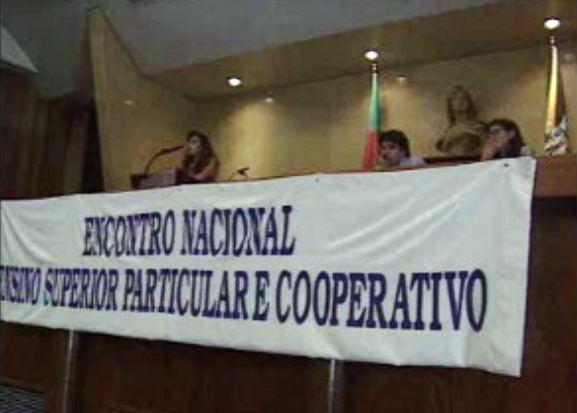 ENCONTRO NACIONAL
ENSINO SUPERIOR PARTICULAR E COOPERATIVO